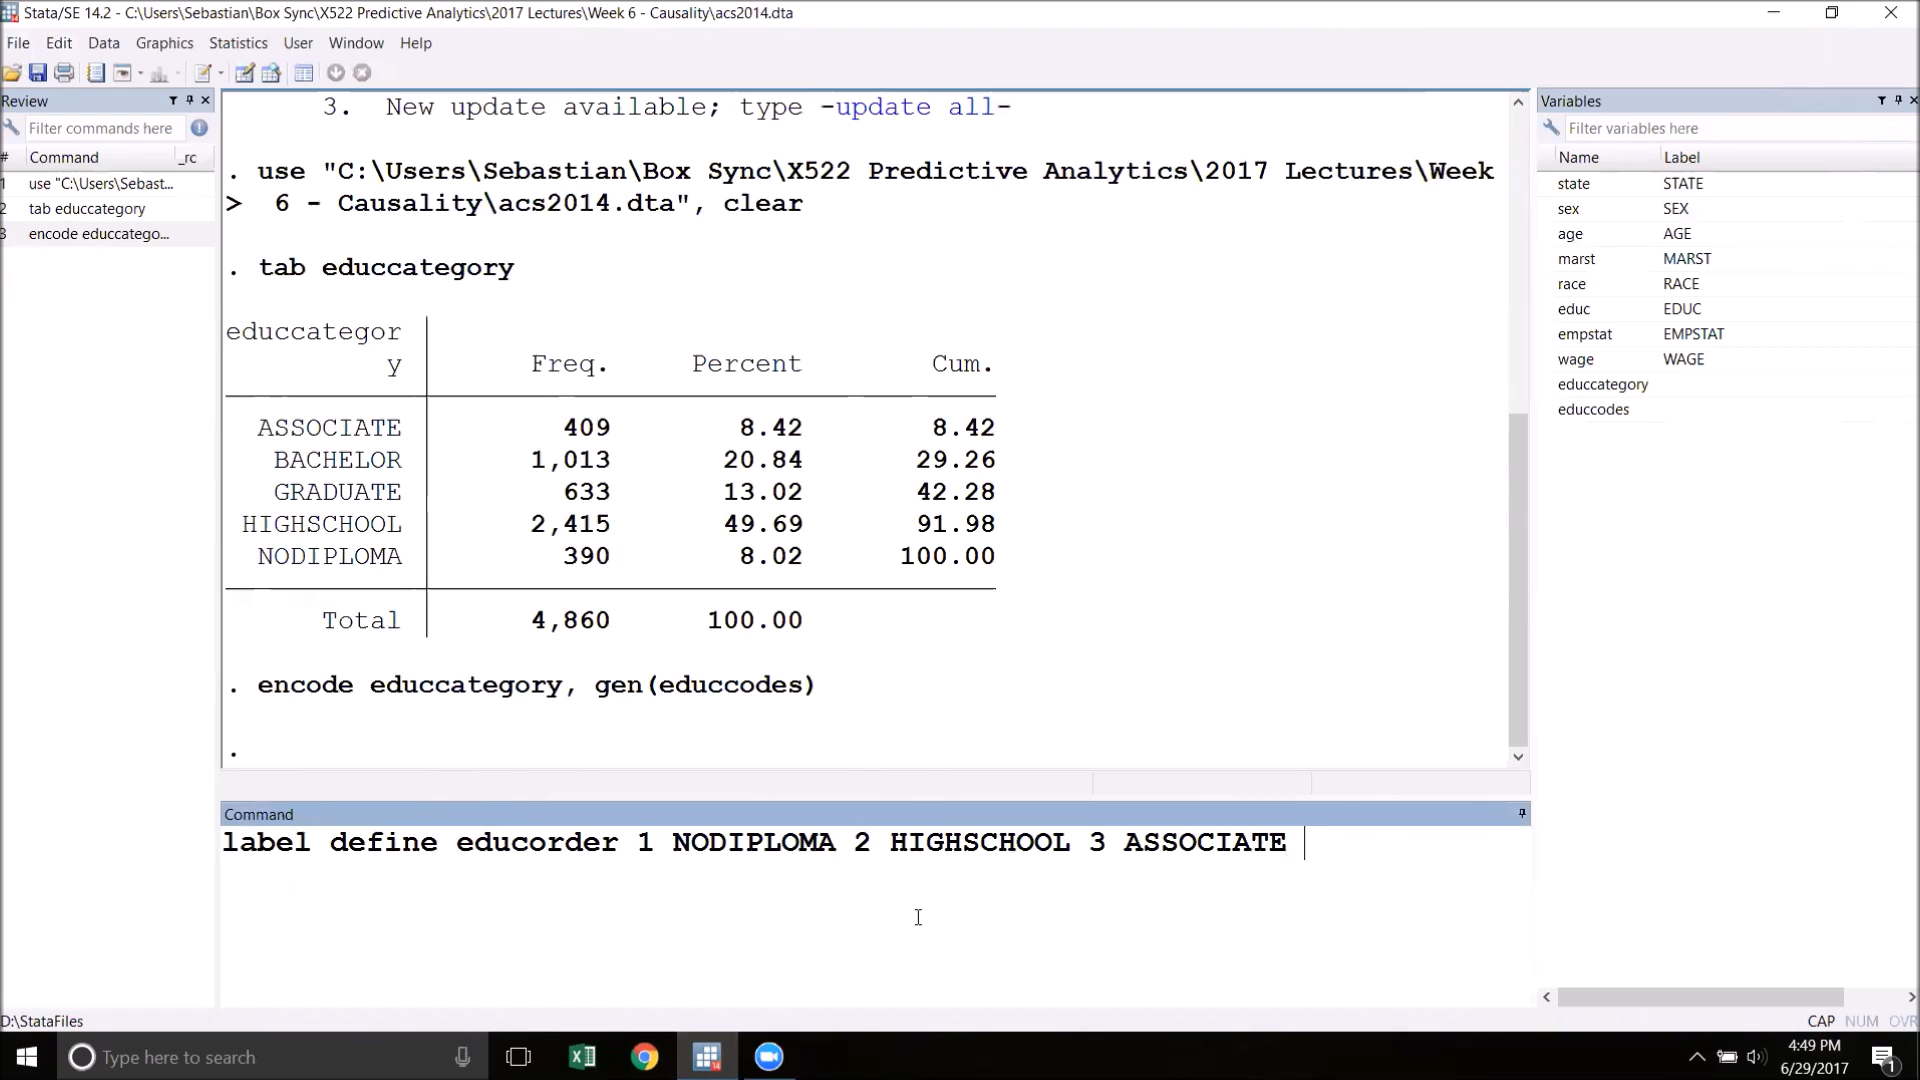 Stata/SE 14.2 - C:\Users\Sebastian\Box Sync\X522 Predictive Analytics\2017 Lectures\Week 6 - Causality\acs2014.dta
File Edit Data Graphics Statistics User Window Help
Review
Filter commands here
# Command _rc
1 use "C:\Users\Sebast...
2 tab educcategory
3 encode educcatego...
3. New update available; type -update all-
. use "C:\Users\Sebastian\Box Sync\X522 Predictive Analytics\2017 Lectures\Week
> 6 - Causality\acs2014.dta", clear
. tab educcategory
educcategor
y Freq. Percent Cum.
ASSOCIATE 409 8.42 8.42
BACHELOR 1,013 20.84 29.26
GRADUATE 633 13.02 42.28
HIGHSCHOOL 2,415 49.69 91.98
NODIPLOMA 390 8.02 100.00
Total 4,860 100.00
. encode educcategory, gen(educcodes)
.
Command
label define educorder 1 NODIPLOMA 2 HIGHSCHOOL 3 ASSOCIATE
Variables
Filter variables here
Name Label
state STATE
sex SEX
age AGE
marst MARST
race RACE
educ EDUC
empstat EMPSTAT
wage WAGE
educcategory
educcodes
D:\StataFiles
CAP NUM OVR
Type here to search
14
4:49 PM
6/29/2017
1